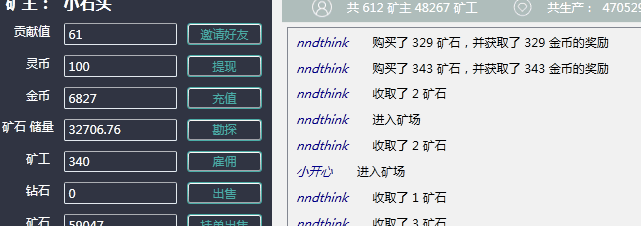 矿主： 小石头
贡献值 61 邀请好友
灵币 100 提现
金币 6827 充值
矿石 储量 32706.76 勘探
矿工 340 雇佣
钻石 0 出售
矿石 59047 挂单出售
共 612 矿主 48267 矿工 共生产： 470529
nndthink 购买了 329 矿石，并获取了 329 金币的奖励
nndthink 购买了 343 矿石，并获取了 343 金币的奖励
nndthink 收取了 2 矿石
nndthink 进入矿场
nndthink 收取了 2 矿石
小开心 进入矿场
nndthink 收取了 1 矿石
nndthink 收取了 3 矿石